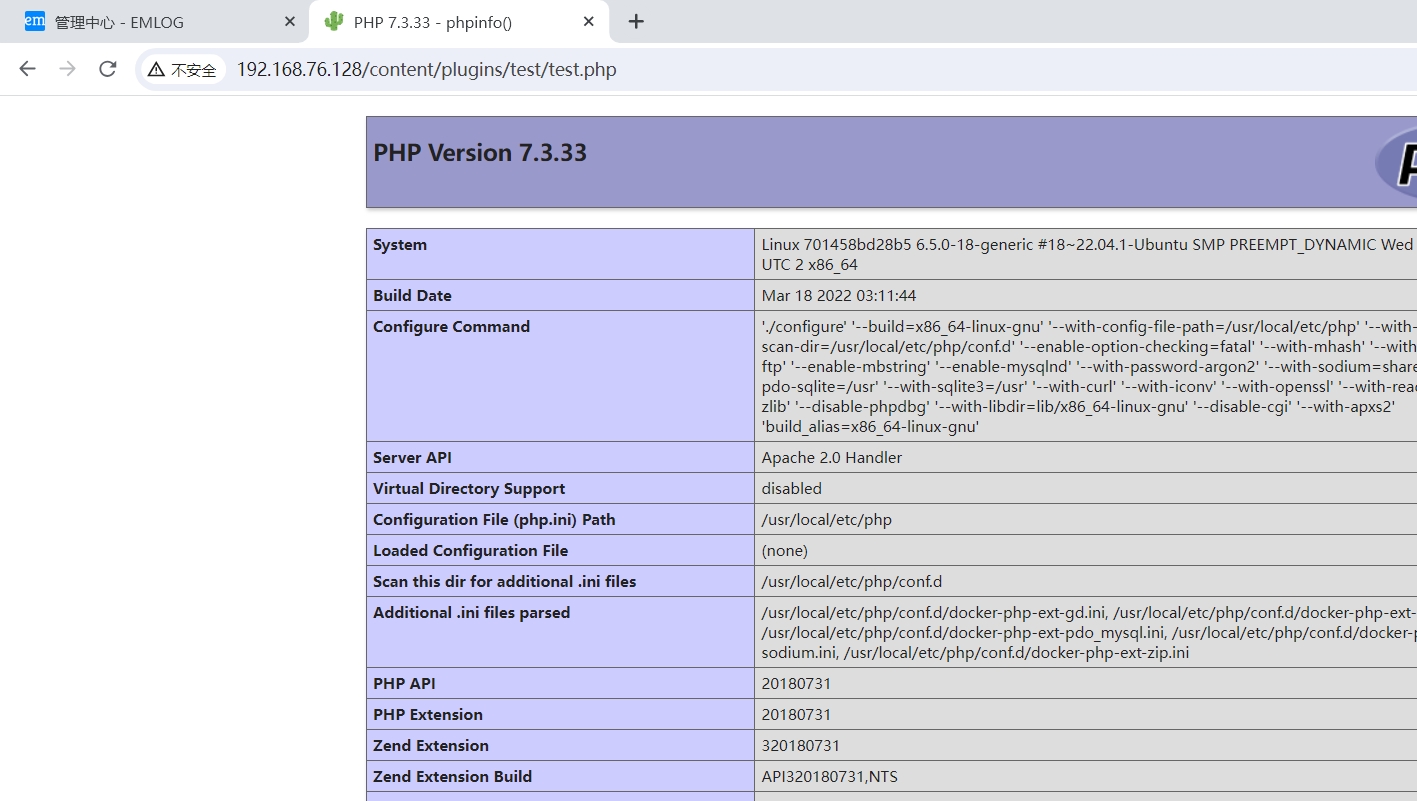 em 管理中心 - EMLOG
PHP 7.3.33 - phpinfo()
不安全 192.168.76.128/content/plugins/test/test.php
PHP Version 7.3.33
System
Linux 701458bd28b5 6.5.0-18-generic #18~22.04.1-Ubuntu SMP PREEMPT_DYNAMIC Wed
UTC 2 x86_64
Build Date
Mar 18 2022 03:11:44
Configure Command
'./configure' '--build=x86_64-linux-gnu' '--with-config-file-path=/usr/local/etc/php' '--with-
scan-dir=/usr/local/etc/php/conf.d' '--enable-option-checking=fatal' '--with-mhash' '--with
ftp' '--enable-mbstring' '--enable-mysqlnd' '--with-password-argon2' '--with-sodium=share
pdo-sqlite=/usr' '--with-sqlite3=/usr' '--with-curl' '--with-iconv' '--with-openssl' '--with-rea
zlib' '--disable-phpdbg' '--with-libdir=lib/x86_64-linux-gnu' '--disable-cgi' '--with-apxs2'
'build_alias=x86_64-linux-gnu'
Server API
Apache 2.0 Handler
Virtual Directory Support
disabled
Configuration File (php.ini) Path
/usr/local/etc/php
Loaded Configuration File
(none)
Scan this dir for additional .ini files
/usr/local/etc/php/conf.d
Additional .ini files parsed
/usr/local/etc/php/conf.d/docker-php-ext-gd.ini, /usr/local/etc/php/conf.d/docker-php-ext-
/usr/local/etc/php/conf.d/docker-php-ext-pdo_mysql.ini, /usr/local/etc/php/conf.d/docker-p
sodium.ini, /usr/local/etc/php/conf.d/docker-php-ext-zip.ini
PHP API
20180731
PHP Extension
20180731
Zend Extension
320180731
Zend Extension Build
API320180731,NTS